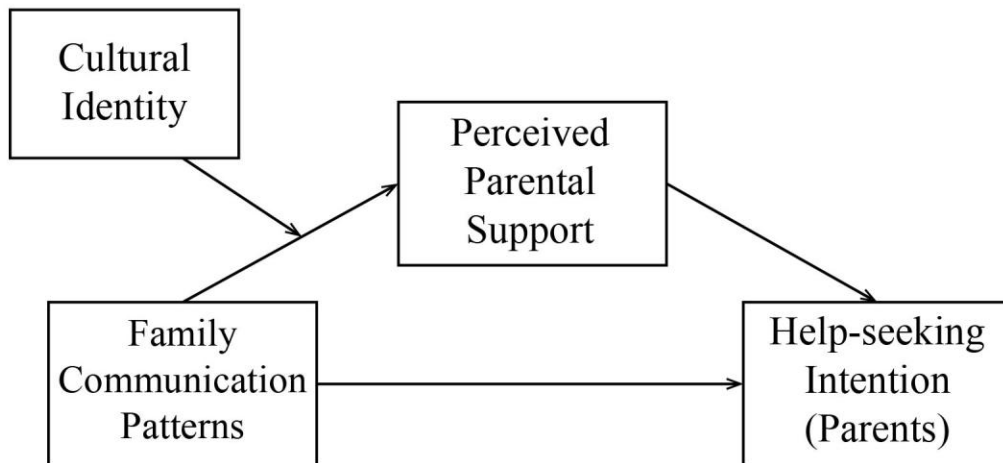 Cultural
Identity
Perceived
Parental
Support
Family
Communication
Patterns
Help-seeking
Intention
(Parents)